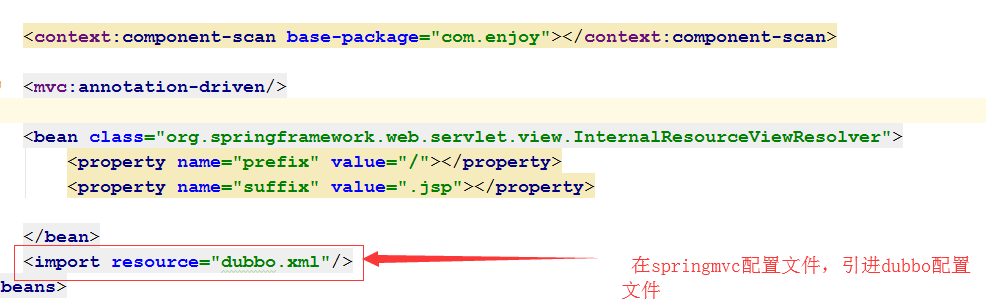 <context:component-scan base-package="com.enjoy"></context:component-scan>
<mvc:annotation-driven/>
<bean class="org.springframework.web.servlet.view.InternalResourceViewResolver">
<property name="prefix" value="/"></property>
<property name="suffix" value=".jsp"></property>
</bean>
<import resource="dubbo.xml"/>
在springmvc配置文件，引进dubbo配置
文件
beans>